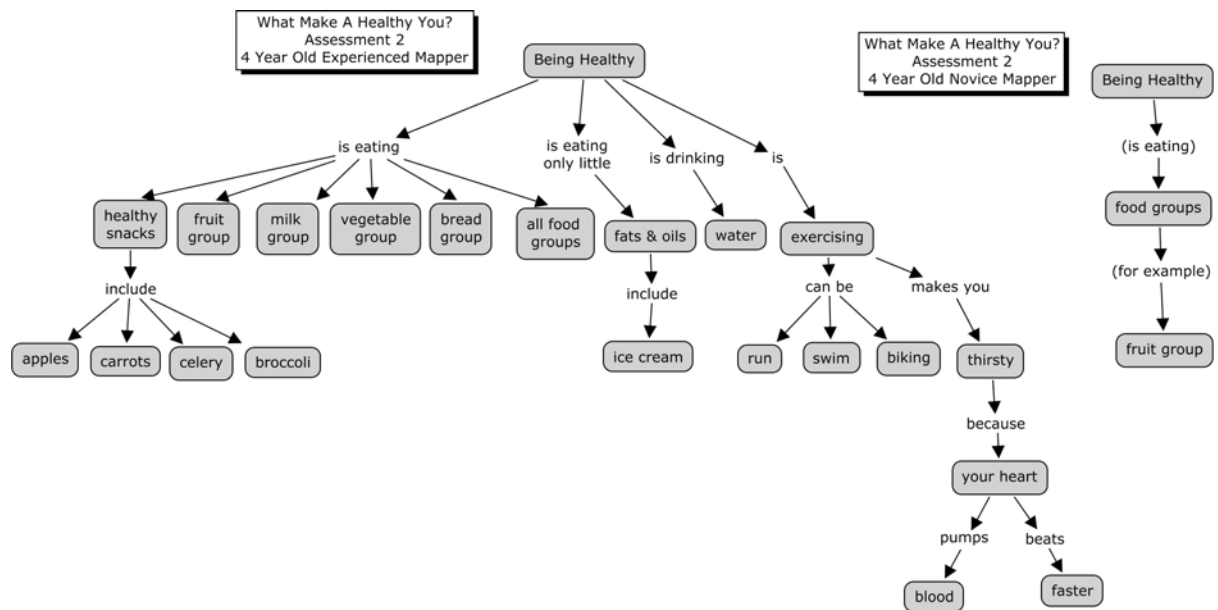 What Make A Healthy You?
Assessment 2
4 Year Old Experienced Mapper
Being Healthy
is eating
is eating
only little
is drinking
is
healthy
snacks
fruit
group
milk
group
vegetable
group
bread
group
all food
groups
fats & oils
water
exercising
include
include
can be
makes you
apples
carrots
celery
broccoli
ice cream
run
swim
biking
thirsty
because
your heart
pumps
beats
blood
faster
What Make A Healthy You?
Assessment 2
4 Year Old Novice Mapper
Being Healthy
(is eating)
food groups
(for example)
fruit group